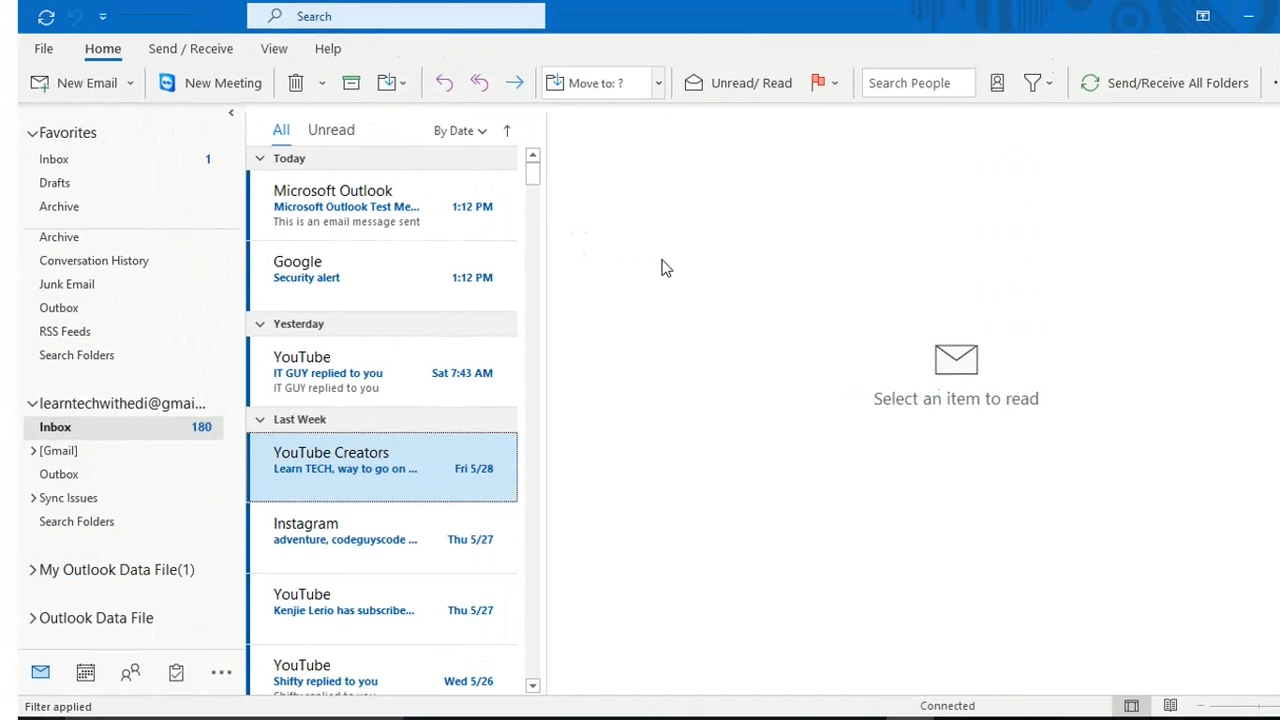 Search
File Home Send / Receive View Help
New Email New Meeting Move to: ? Unread/ Read Search People Send/Receive All Folders
Favorites
Inbox 1
Drafts
Archive
Archive
Conversation History
Junk Email
Outbox
RSS Feeds
Search Folders
learntechwithedi@gmai...
Inbox 180
[Gmail]
Outbox
Sync Issues
Search Folders
My Outlook Data File(1)
Outlook Data File
All Unread By Date
Today
Microsoft Outlook
Microsoft Outlook Test Me... 1:12 PM
This is an email message sent
Google
Security alert 1:12 PM
Yesterday
YouTube
IT GUY replied to you Sat 7:43 AM
IT GUY replied to you
Last Week
YouTube Creators
Learn TECH, way to go on ... Fri 5/28
Instagram
adventure, codeguyscode ... Thu 5/27
YouTube
Kenjie Lerio has subscribe... Thu 5/27
YouTube
Shifty replied to you Wed 5/26
Shifty replied to you
Select an item to read
Filter applied Connected